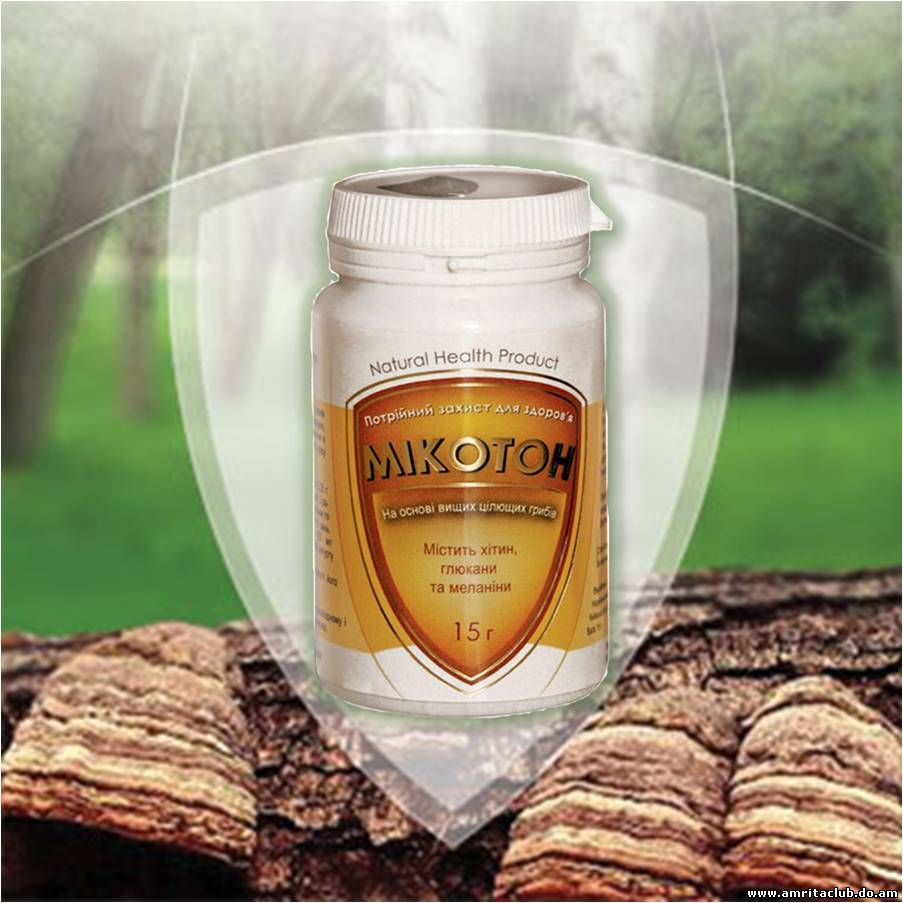 Natural Health Product
Потрійний захист для здоров'я
МІКОТОН
На основі вищих цілющих грибів
Містить хітин,
глюкани
та меланіни
15 г
www.amritaclub.do.am